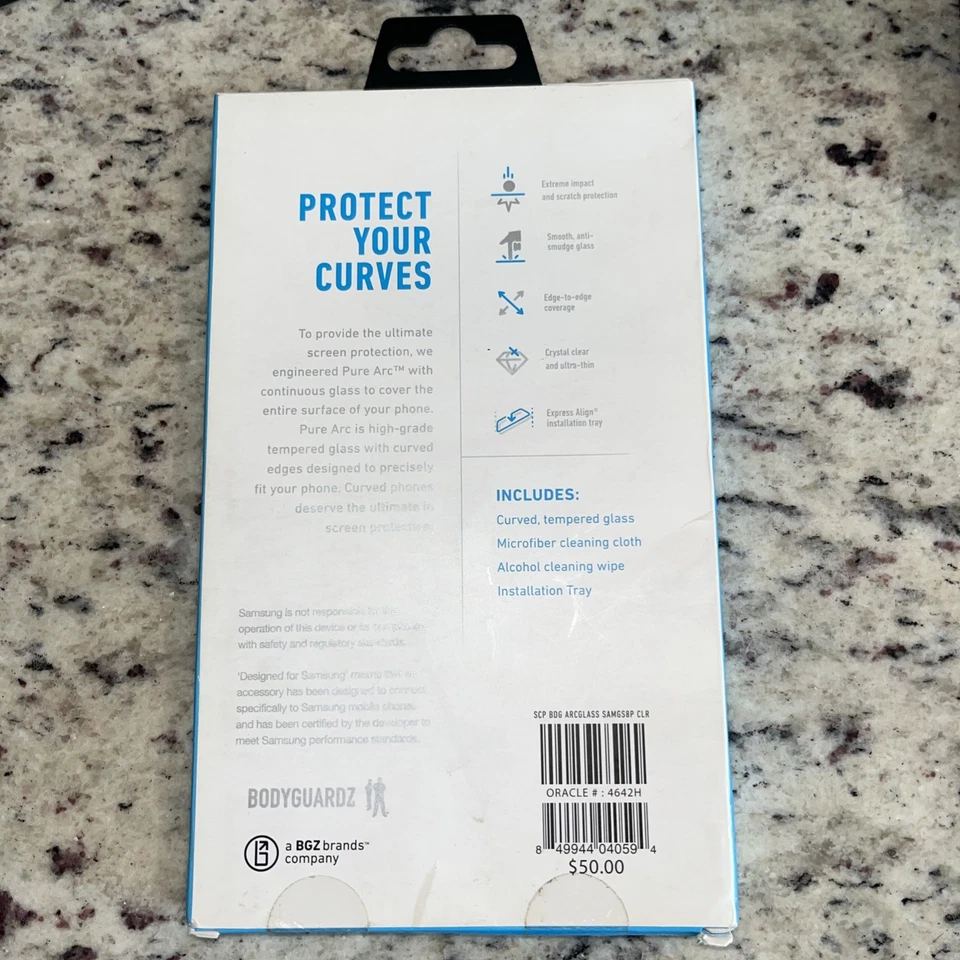 PROTECT
YOUR
CURVES
To provide the ultimate
screen protection, we
engineered Pure Arc™ with
continuous glass to cover the
entire surface of your phone.
Pure Arc is high-grade
tempered glass with curved
edges designed to precisely
fit your phone. Curved phones
deserve the ultimate in
screen protection.
Samsung is not responsible for the
operation of this device or its compliance
with safety and regulatory standards.
'Designed for Samsung' means
accessory has been designed to connect
specifically to Samsung mobile phones
and has been certified by the developer to
meet Samsung performance standards.
BODYGUARDZ
a BGZ brands™
company
Extreme impact
and scratch protection
Smooth, anti-
smudge glass
Edge-to-edge
coverage
Crystal clear
and ultra-thin
Express Align®
installation tray
INCLUDES:
Curved, tempered glass
Microfiber cleaning cloth
Alcohol cleaning wipe
Installation Tray
SCP BDG ARCGLASS SAMGS8P CLR
ORACLE # : 4642H
8 49944 04059 4
$50.00